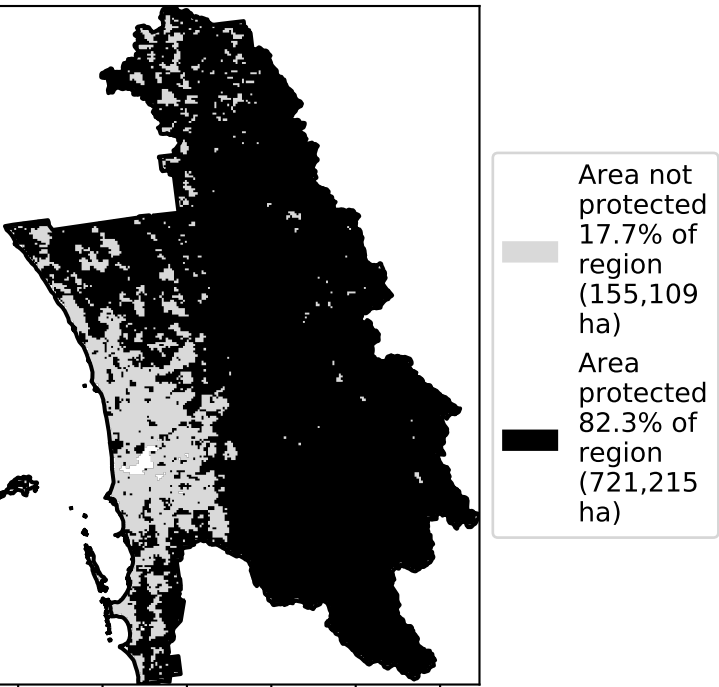 Area not
protected
17.7% of
region
(155,109
ha)
Area
protected
82.3% of
region
(721,215
ha)